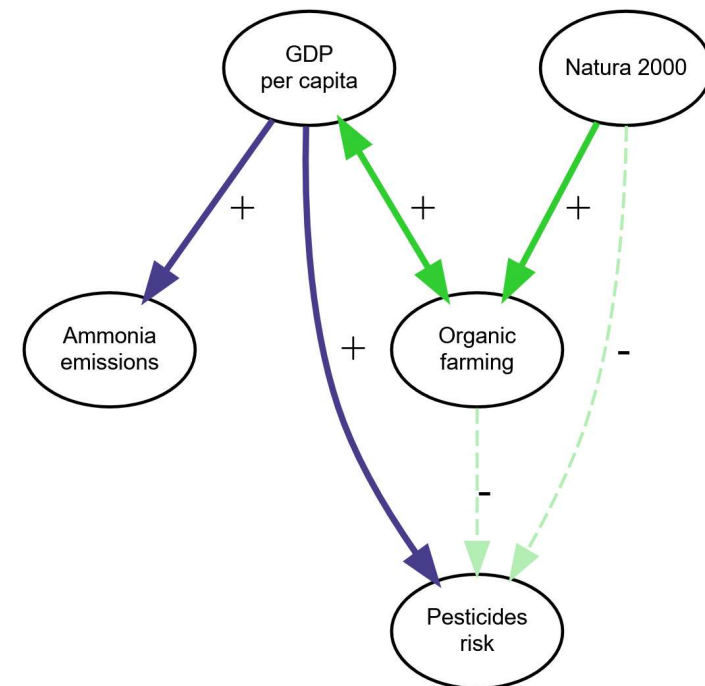 GDP
per capita
Natura 2000
+
+
+
Ammonia
emissions
+
Organic
farming
-
-
Pesticides
risk